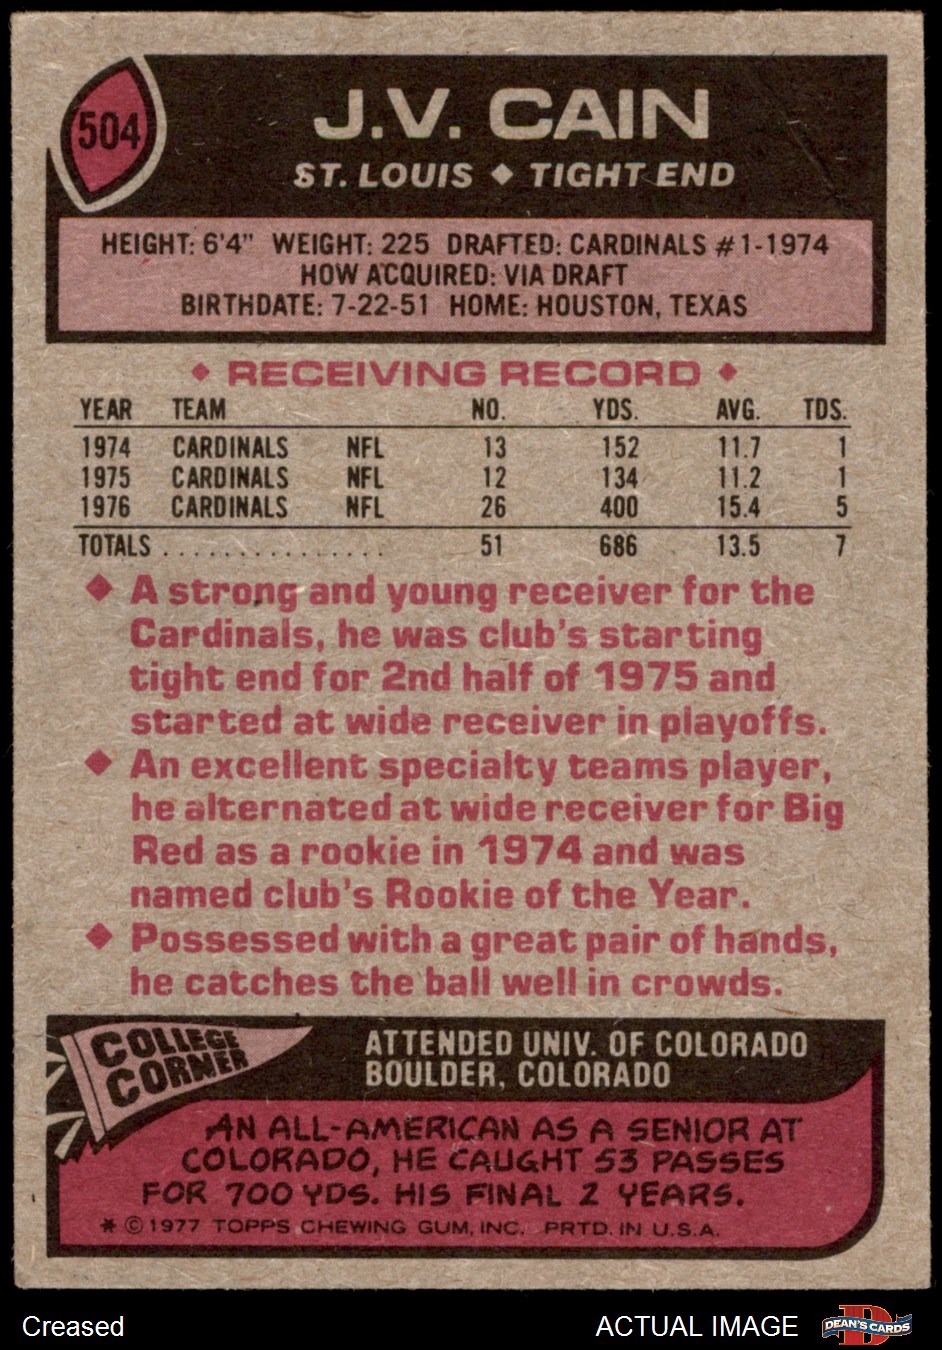 504
J.V. CAIN
ST. LOUIS ♦ TIGHT END
HEIGHT: 6'4" WEIGHT: 225 DRAFTED: CARDINALS #1-1974
HOW ACQUIRED: VIA DRAFT
BIRTHDATE: 7-22-51 HOME: HOUSTON, TEXAS
♦ RECEIVING RECORD ♦
YEAR TEAM NO. YDS. AVG. TDS.
1974 CARDINALS NFL 13 152 11.7 1
1975 CARDINALS NFL 12 134 11.2 1
1976 CARDINALS NFL 26 400 15.4 5
TOTALS . . . . . . . . . . . . . . . . 51 686 13.5 7
♦ A strong and young receiver for the
Cardinals, he was club's starting
tight end for 2nd half of 1975 and
started at wide receiver in playoffs.
♦ An excellent specialty teams player,
he alternated at wide receiver for Big
Red as a rookie in 1974 and was
named club's Rookie of the Year.
♦ Possessed with a great pair of hands,
he catches the ball well in crowds.
COLLEGE
CORNER
ATTENDED UNIV. OF COLORADO
BOULDER, COLORADO
AN ALL-AMERICAN AS A SENIOR AT
COLORADO, HE CAUGHT 53 PASSES
FOR 700 YDS. HIS FINAL 2 YEARS.
* © 1977 TOPPS CHEWING GUM, INC. PRTD. IN U.S.A.
Creased
ACTUAL IMAGE
D
DEAN'S CARDS